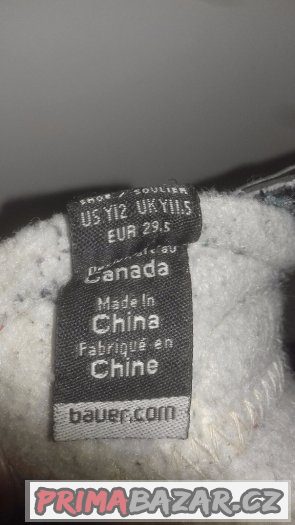 SHOE / SOULIER
US Y12 UK Y11.5
EUR 29.5
au
Canada
Made in
China
Fabriqué en
Chine
bauer.com
PRIMABAZAR.CZ